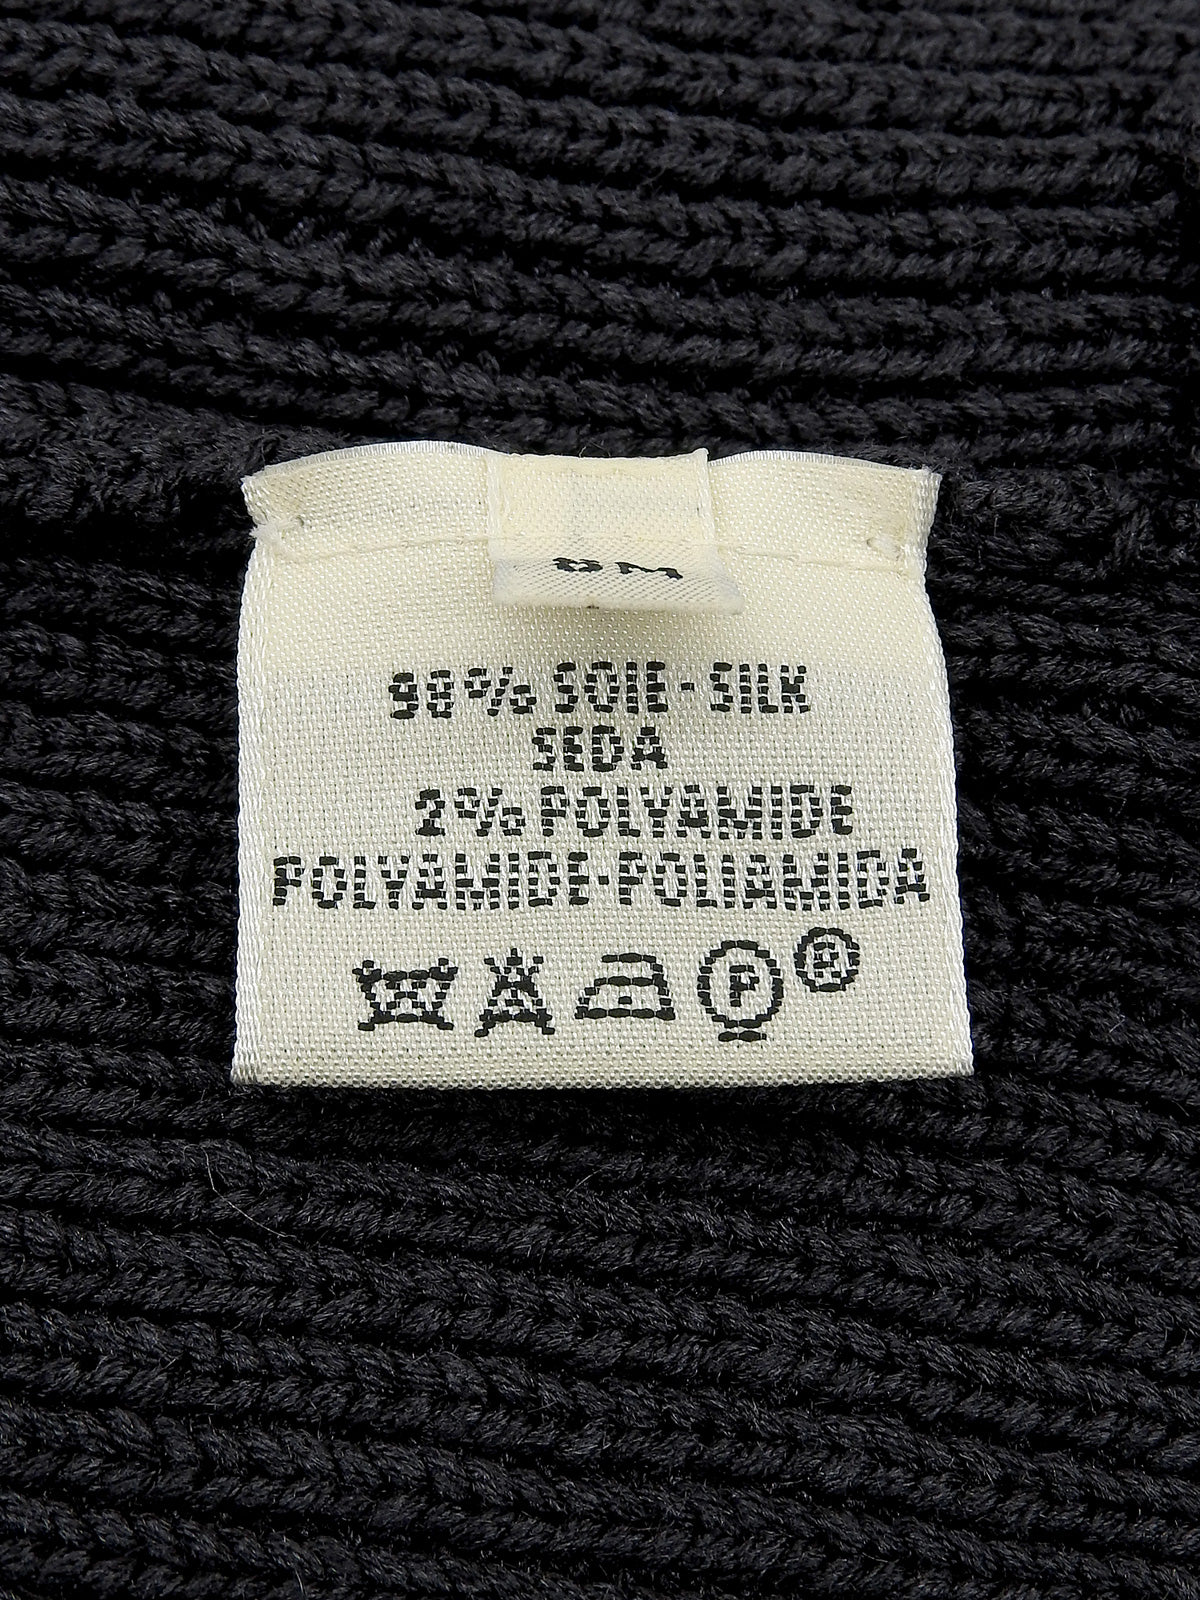 98% SOIE-SILK
SEDA
2% POLYAMIDE
POLYAMIDE-POLIAMIDA
P
R